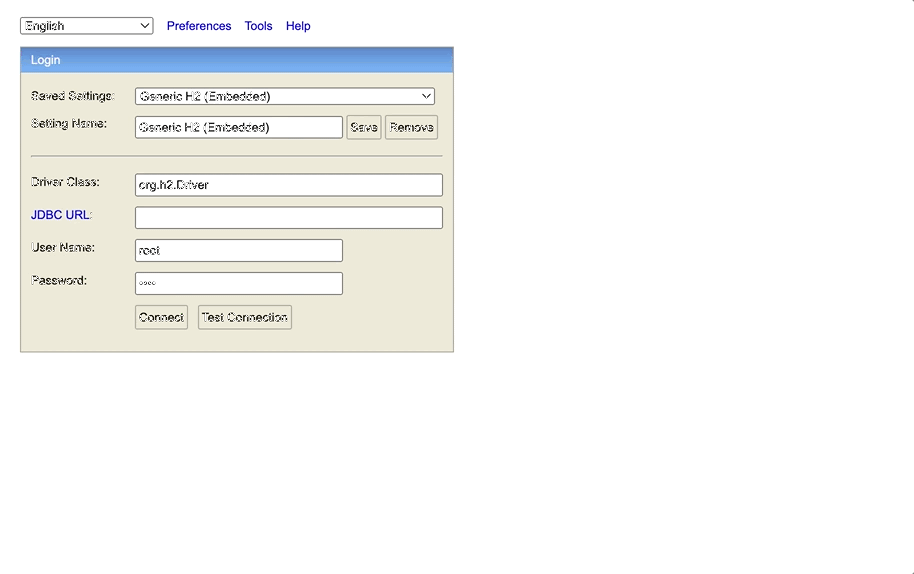 English Preferences Tools Help
Login
Saved Settings: Generic H2 (Embedded)
Setting Name: Generic H2 (Embedded) Save Remove
Driver Class: org.h2.Driver
JDBC URL:
User Name: root
Password: ••••
Connect Test Connection